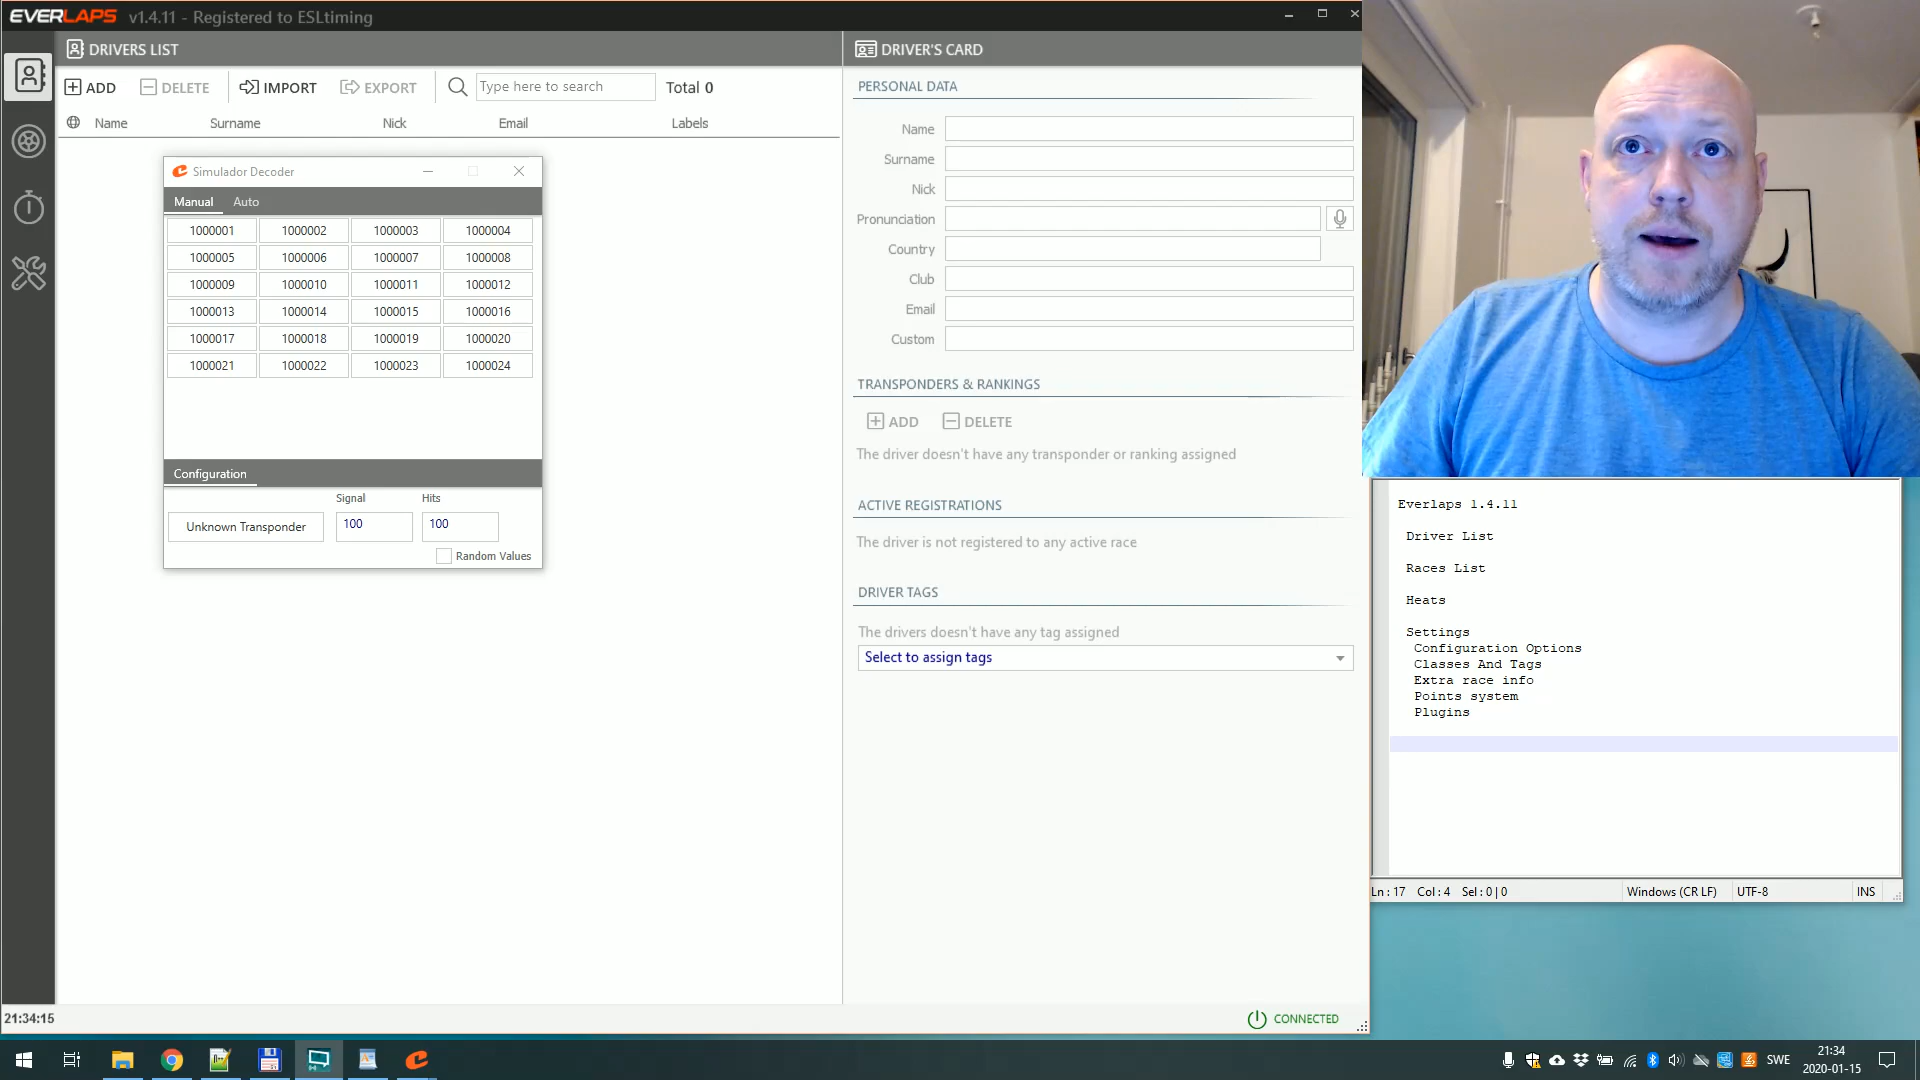 EVERLAPS v1.4.11 - Registered to ESLtiming
DRIVERS LIST
ADD DELETE IMPORT EXPORT Type here to search Total 0
Name Surname Nick Email Labels
Simulador Decoder
Manual Auto
1000001 1000002 1000003 1000004
1000005 1000006 1000007 1000008
1000009 1000010 1000011 1000012
1000013 1000014 1000015 1000016
1000017 1000018 1000019 1000020
1000021 1000022 1000023 1000024
Configuration
Signal Hits
Unknown Transponder 100 100
Random Values
DRIVER'S CARD
PERSONAL DATA
Name
Surname
Nick
Pronunciation
Country
Club
Email
Custom
TRANSPONDERS & RANKINGS
ADD DELETE
The driver doesn't have any transponder or ranking assigned
ACTIVE REGISTRATIONS
The driver is not registered to any active race
DRIVER TAGS
The drivers doesn't have any tag assigned
Select to assign tags
21:34:15
CONNECTED
Everlaps 1.4.11
Driver List
Races List
Heats
Settings
Configuration Options
Classes And Tags
Extra race info
Points system
Plugins
Ln : 17 Col : 4 Sel : 0 | 0 Windows (CR LF) UTF-8 INS
SWE
21:34
2020-01-15